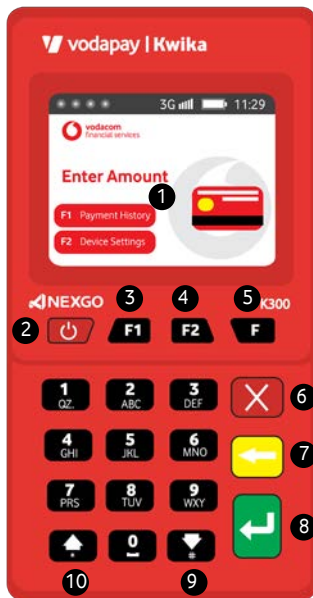 vodapay | Kwika
3G 11:29
vodacom
financial services
Enter Amount
1
F1 Payment History
F2 Device Settings
NEXGO 3 4 5 K300
2 F1 F2 F
1 2 3 6
QZ. ABC DEF
4 5 6 7
GHI JKL MNO
7 8 9 8
PRS TUV WXY
* 0 #
10 9